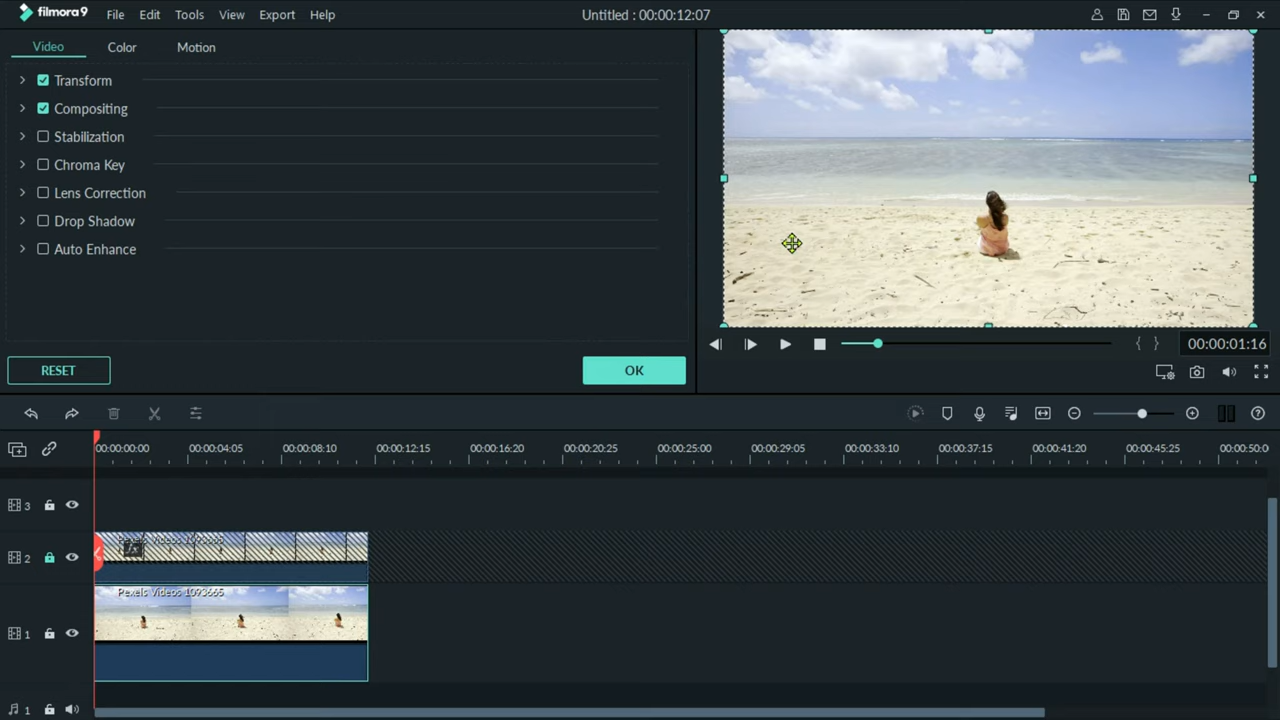 filmora9 File Edit Tools View Export Help Untitled : 00:00:12:07
Video Color Motion
Transform
Compositing
Stabilization
Chroma Key
Lens Correction
Drop Shadow
Auto Enhance
RESET OK
{ } 00:00:01:16
00:00:00:00 00:00:04:05 00:00:08:10 00:00:12:15 00:00:16:20 00:00:20:25 00:00:25:00 00:00:29:05 00:00:33:10 00:00:37:15 00:00:41:20 00:00:45:25 00:00:50:0
3
2
Pexels Videos 1093665
1
Pexels Videos 1093665
1